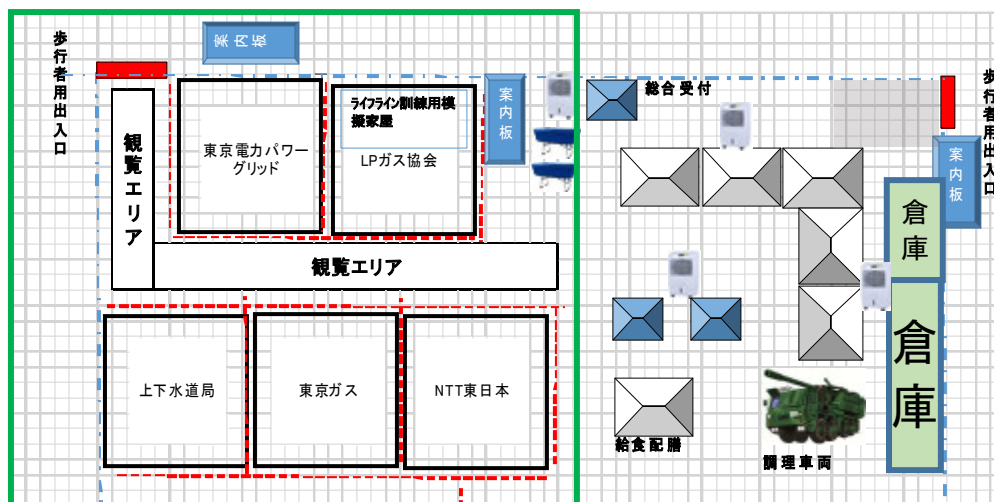 歩行者用出入口
案内板
観覧エリア
東京電力パワー
グリッド
ライフライン訓練用模
擬家屋
LPガス協会
案内板
総合受付
歩行者用出入口
案内板
倉庫
観覧エリア
倉庫
上下水道局
東京ガス
NTT東日本
給食配膳
調理車両